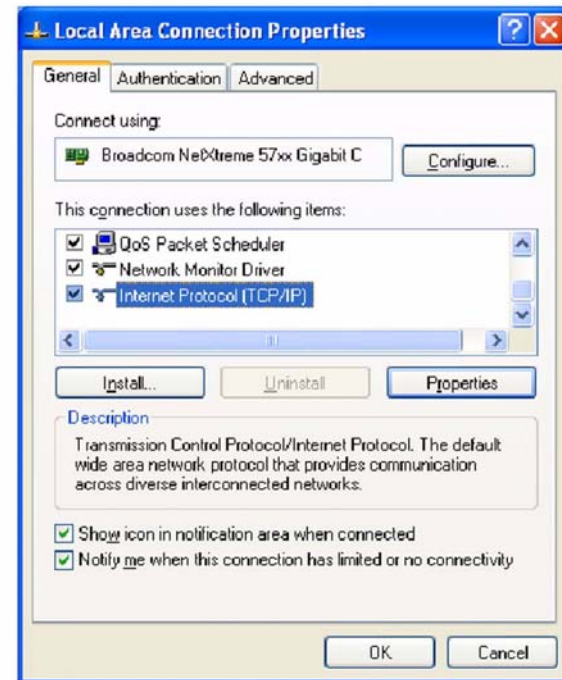 Local Area Connection Properties
General Authentication Advanced
Connect using:
Broadcom NetXtreme 57xx Gigabit C
Configure...
This connection uses the following items:
QoS Packet Scheduler
Network Monitor Driver
Internet Protocol (TCP/IP)
Install... Uninstall Properties
Description
Transmission Control Protocol/Internet Protocol. The default
wide area network protocol that provides communication
across diverse interconnected networks.
Show icon in notification area when connected
Notify me when this connection has limited or no connectivity
OK Cancel